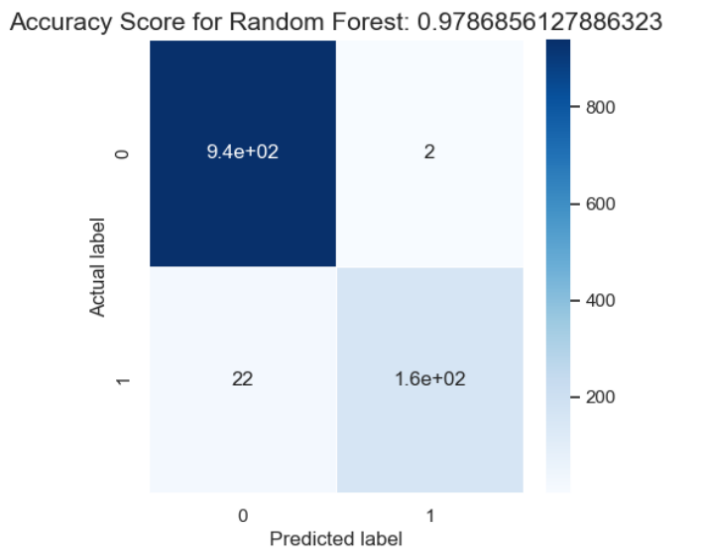 Accuracy Score for Random Forest: 0.9786856127886323
0
9.4e+02
2
800
600
Actual label
400
1
22
1.6e+02
200
0
1
Predicted label